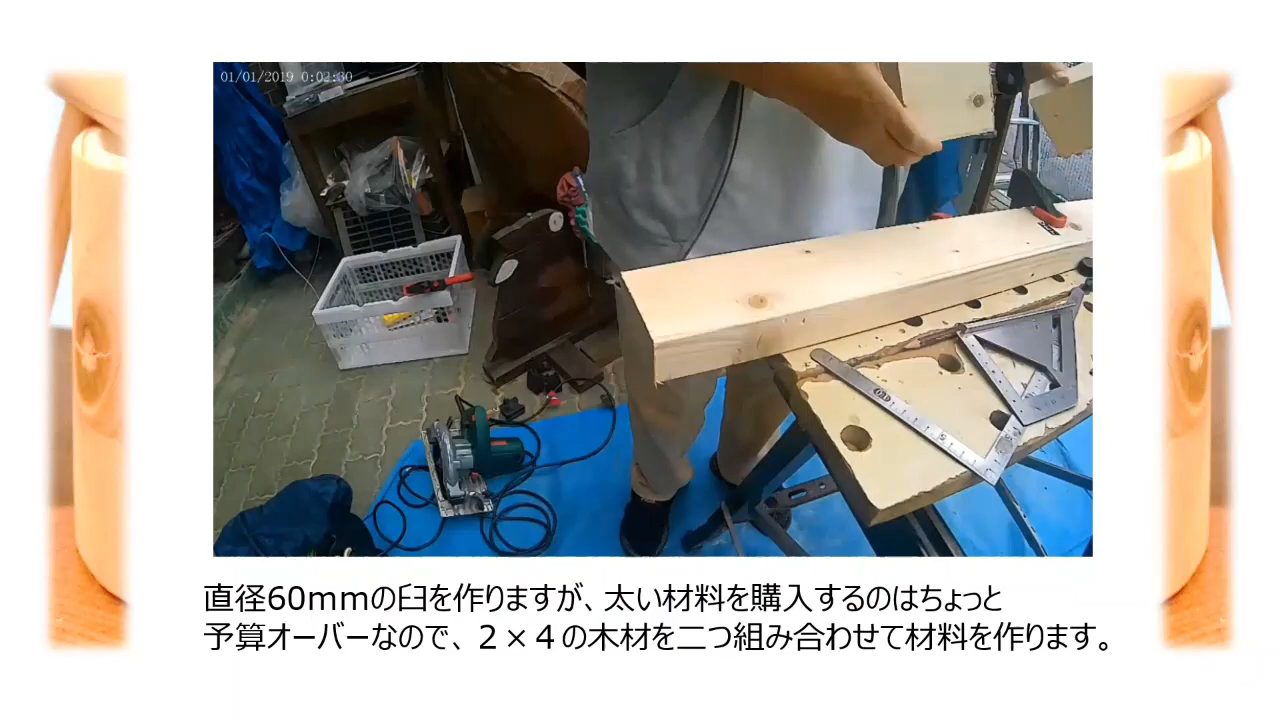 01/01/2019 0:02:30
直径60mmの臼を作りますが、太い材料を購入するのはちょっと
予算オーバーなので、２×４の木材を二つ組み合わせて材料を作ります。